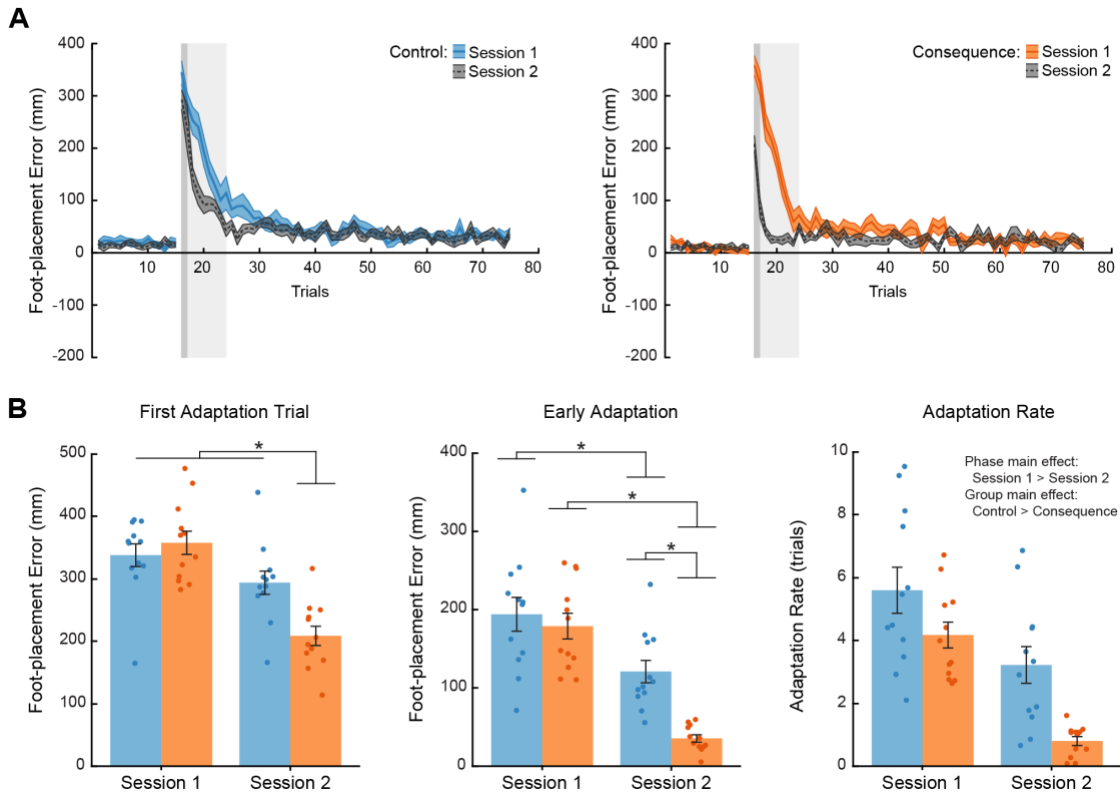 A
Control: Session 1
Session 2
Foot-placement Error (mm)
400
300
200
100
0
-100
-200
10 20 30 40 50 60 70 80
Trials
Consequence: Session 1
Session 2
Foot-placement Error (mm)
400
300
200
100
0
-100
-200
10 20 30 40 50 60 70 80
Trials
B
First Adaptation Trial
Foot-placement Error (mm)
500
400
300
200
100
0
*
Session 1 Session 2
Early Adaptation
Foot-placement Error (mm)
400
300
200
100
0
*
*
*
Session 1 Session 2
Adaptation Rate
Adaptation Rate (trials)
10
8
6
4
2
0
Phase main effect:
Session 1 > Session 2
Group main effect:
Control > Consequence
Session 1 Session 2